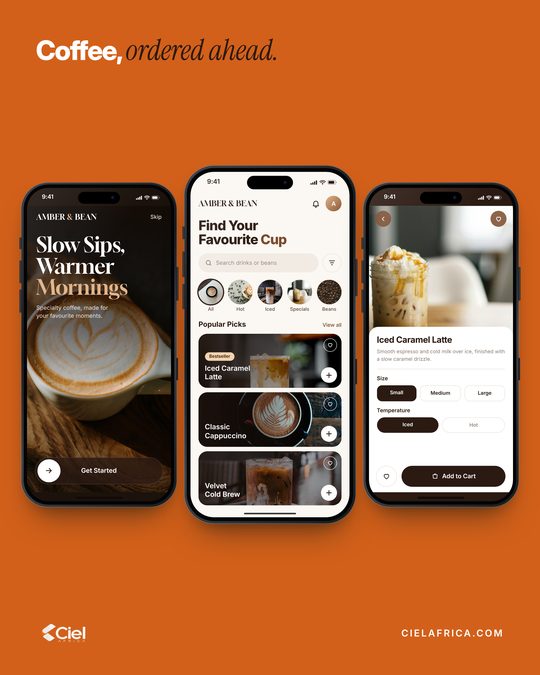 Coffee, ordered ahead.
9:41
AMBER & BEAN
Skip
Slow Sips,
Warmer
Mornings
Specialty coffee, made for
your favourite moments.
Get Started
9:41
AMBER & BEAN
A
Find Your
Favourite Cup
Search drinks or beans
All
Hot
Iced
Specials
Beans
Popular Picks
View all
Bestseller
Iced Caramel
Latte
Classic
Cappuccino
Velvet
Cold Brew
9:41
Iced Caramel Latte
Smooth espresso and cold milk over ice, finished with
a slow caramel drizzle.
Size
Small
Medium
Large
Temperature
Iced
Hot
Add to Cart
Ciel
AFRICA
CIELAFRICA.COM